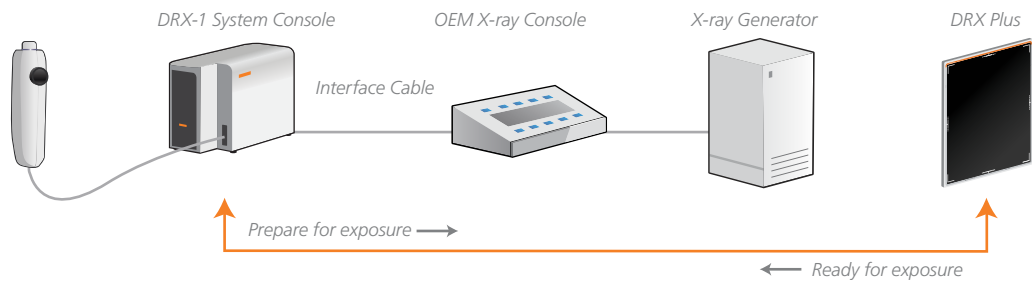 DRX-1 System Console
OEM X-ray Console
X-ray Generator
DRX Plus
Interface Cable
Prepare for exposure
Ready for exposure